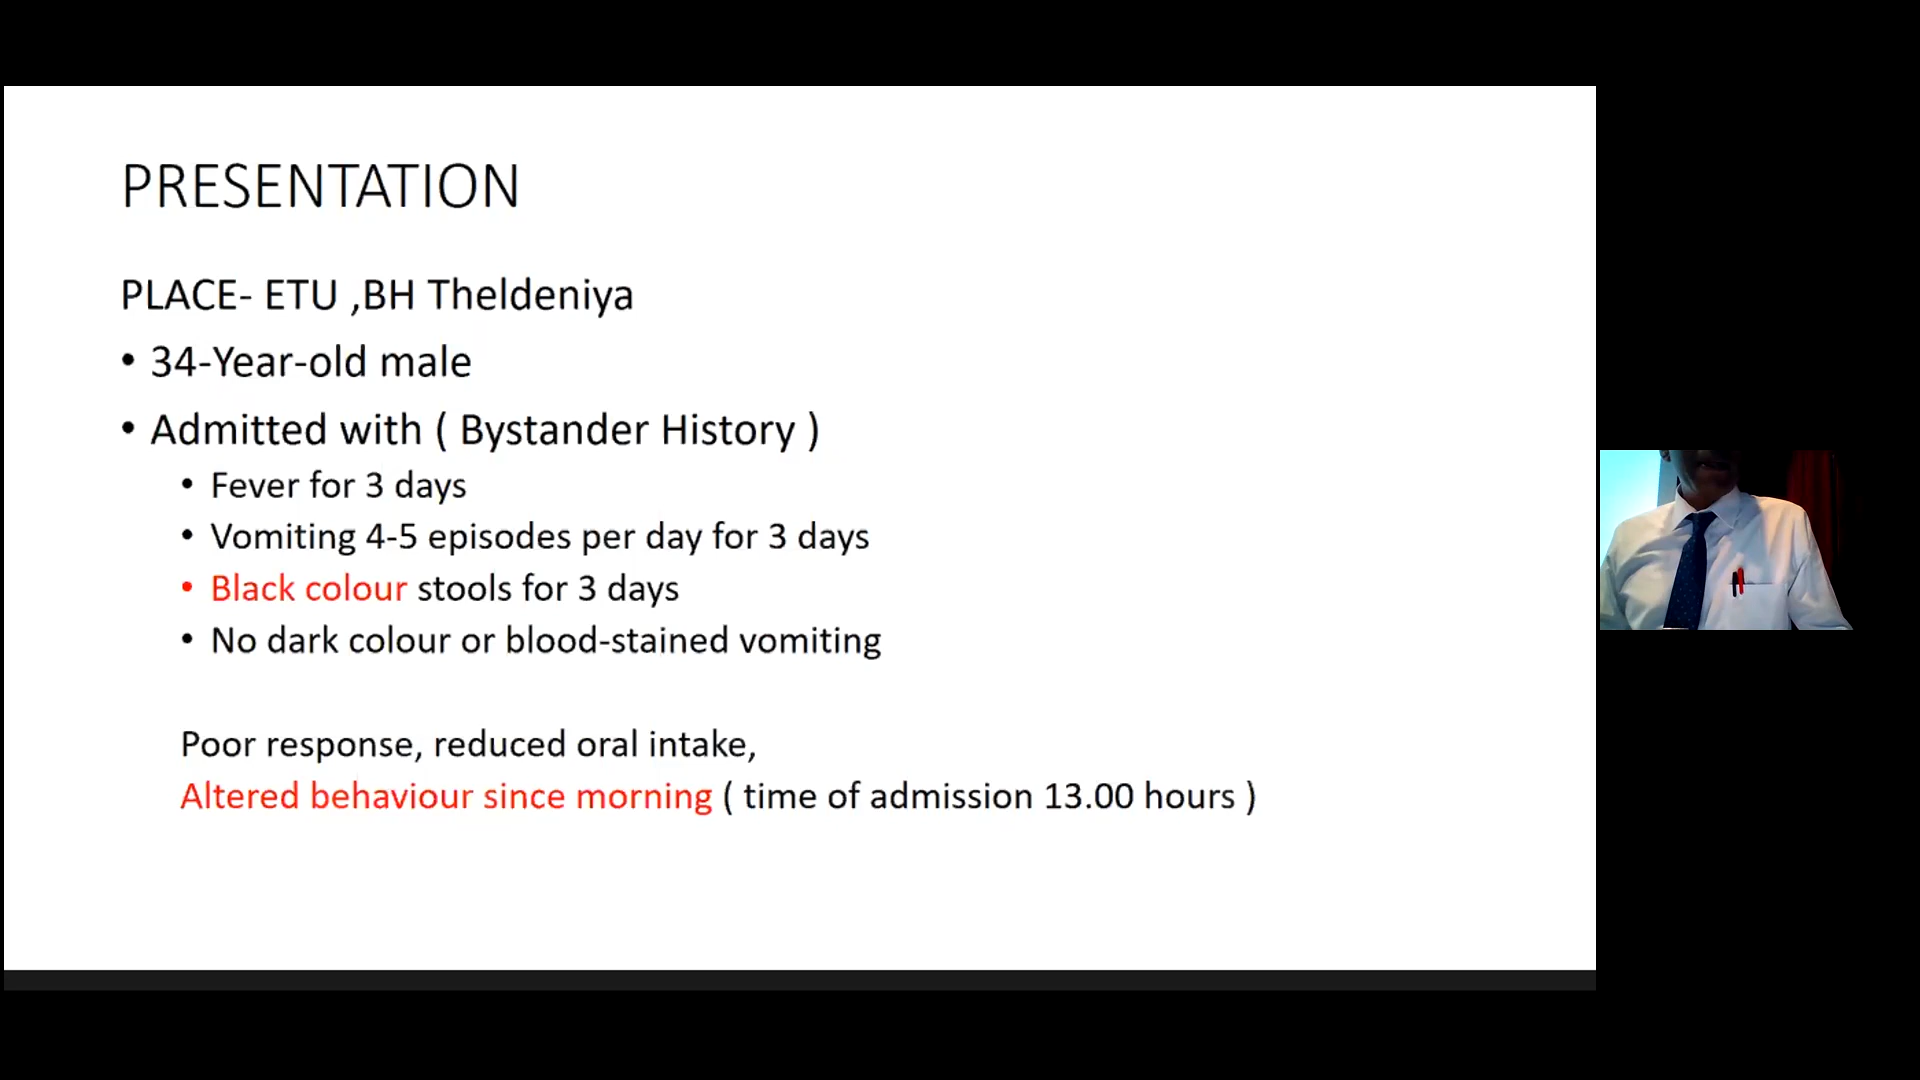 PRESENTATION
PLACE- ETU ,BH Theldeniya
• 34-Year-old male
• Admitted with ( Bystander History )
• Fever for 3 days
• Vomiting 4-5 episodes per day for 3 days
• Black colour stools for 3 days
• No dark colour or blood-stained vomiting
Poor response, reduced oral intake,
Altered behaviour since morning ( time of admission 13.00 hours )